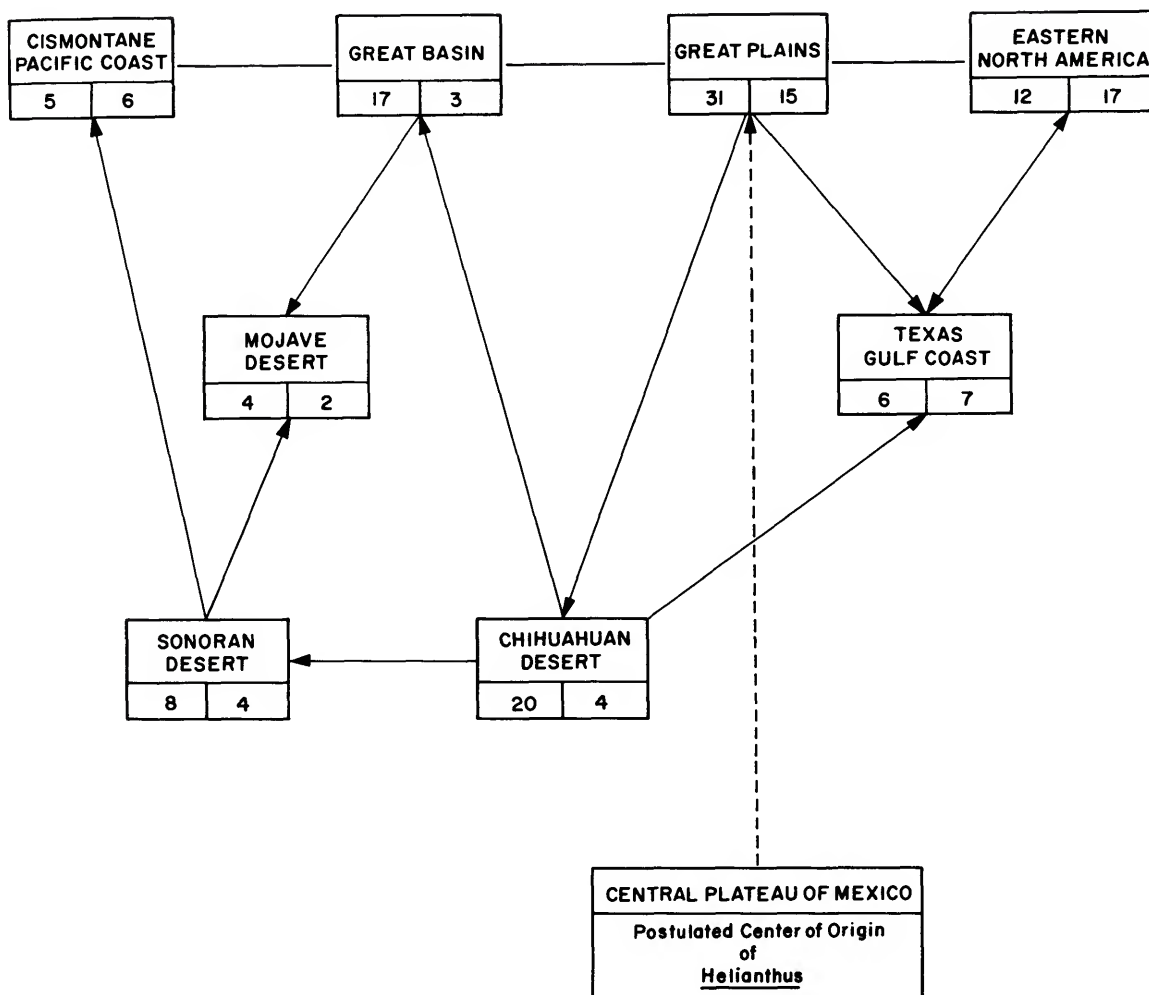 CISMONTANE
PACIFIC COAST
5 6
GREAT BASIN
17 3
GREAT PLAINS
31 15
EASTERN
NORTH AMERICA
12 17
MOJAVE
DESERT
4 2
TEXAS
GULF COAST
6 7
SONORAN
DESERT
8 4
CHIHUAHUAN
DESERT
20 4
CENTRAL PLATEAU OF MEXICO
Postulated Center of Origin
of
Helianthus